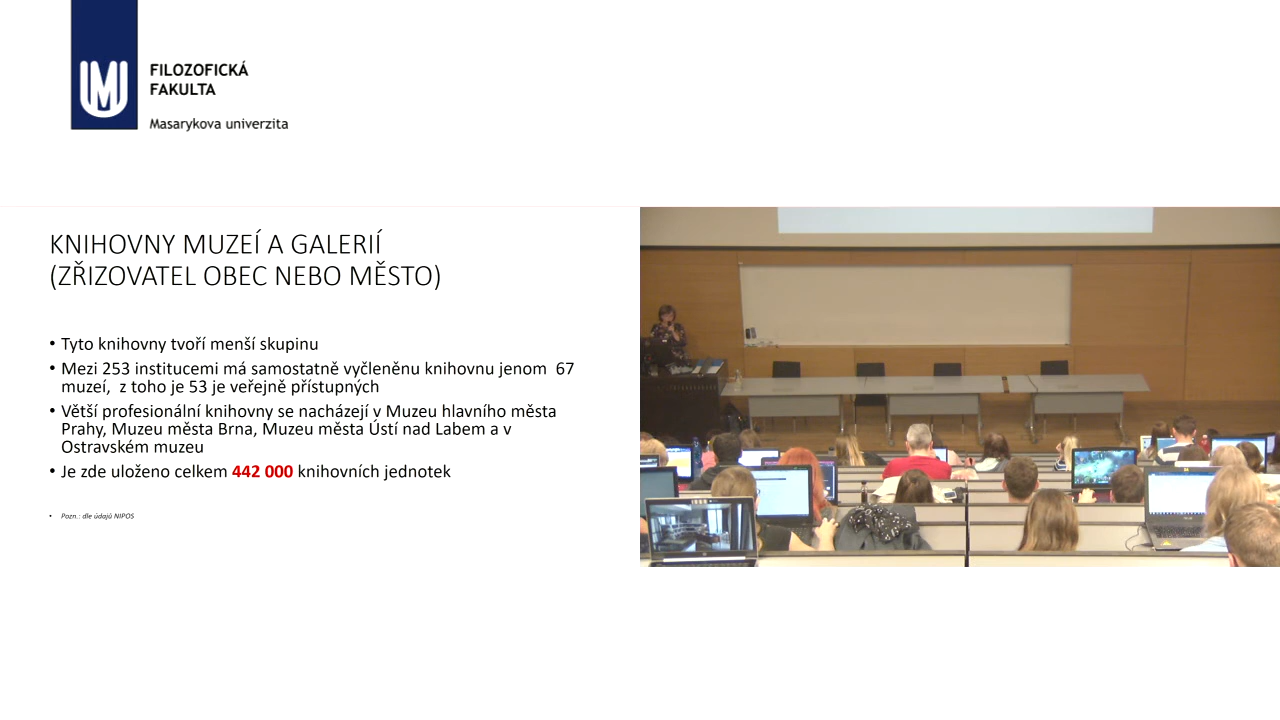 FILOZOFICKÁ
FAKULTA
Masarykova univerzita
KNIHOVNY MUZEÍ A GALERIÍ
(ZŘIZOVATEL OBEC NEBO MĚSTO)
• Tyto knihovny tvoří menší skupinu
• Mezi 253 institucemi má samostatně vyčleněnu knihovnu jenom 67
muzeí, z toho je 53 je veřejně přístupných
• Větší profesionální knihovny se nacházejí v Muzeu hlavního města
Prahy, Muzeu města Brna, Muzeu města Ústí nad Labem a v
Ostravském muzeu
• Je zde uloženo celkem 442 000 knihovních jednotek
• Pozn.: dle údajů NIPOS